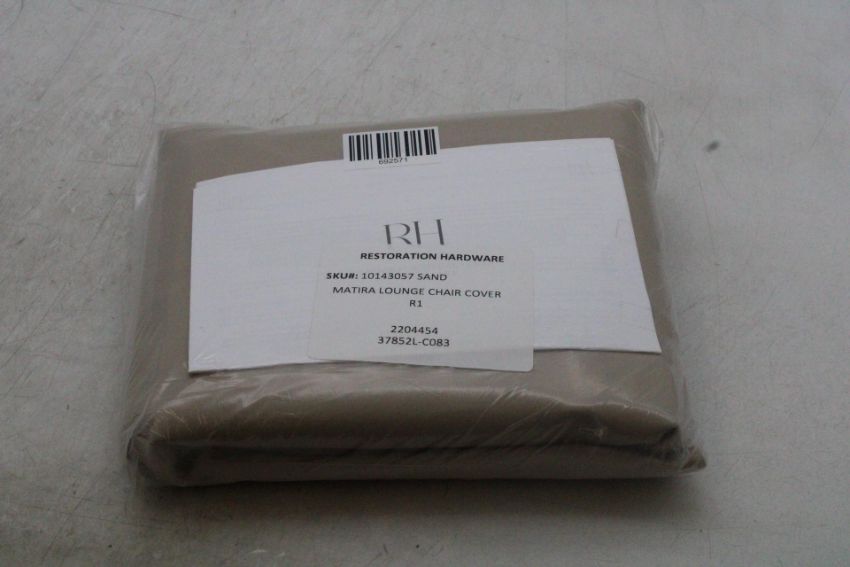 692571
RH
RESTORATION HARDWARE
SKU#: 10143057 SAND
MATIRA LOUNGE CHAIR COVER
R1
2204454
37852L-C083